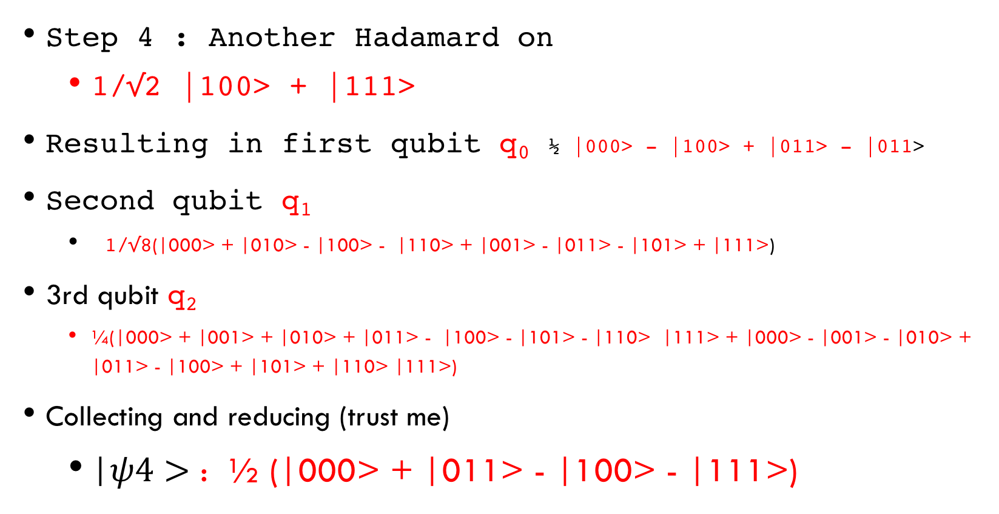 • Step 4 : Another Hadamard on
• 1/√2 |100> + |111>
• Resulting in first qubit q₀ ½ |000> – |100> + |011> – |011>
• Second qubit q₁
• 1/√8(|000> + |010> - |100> - |110> + |001> - |011> - |101> + |111>)
• 3rd qubit q₂
• ¼(|000> + |001> + |010> + |011> - |100> - |101> - |110> |111> + |000> - |001> - |010> +
|011> - |100> + |101> + |110> |111>)
• Collecting and reducing (trust me)
• |𝜓4 > : ½ (|000> + |011> - |100> - |111>)